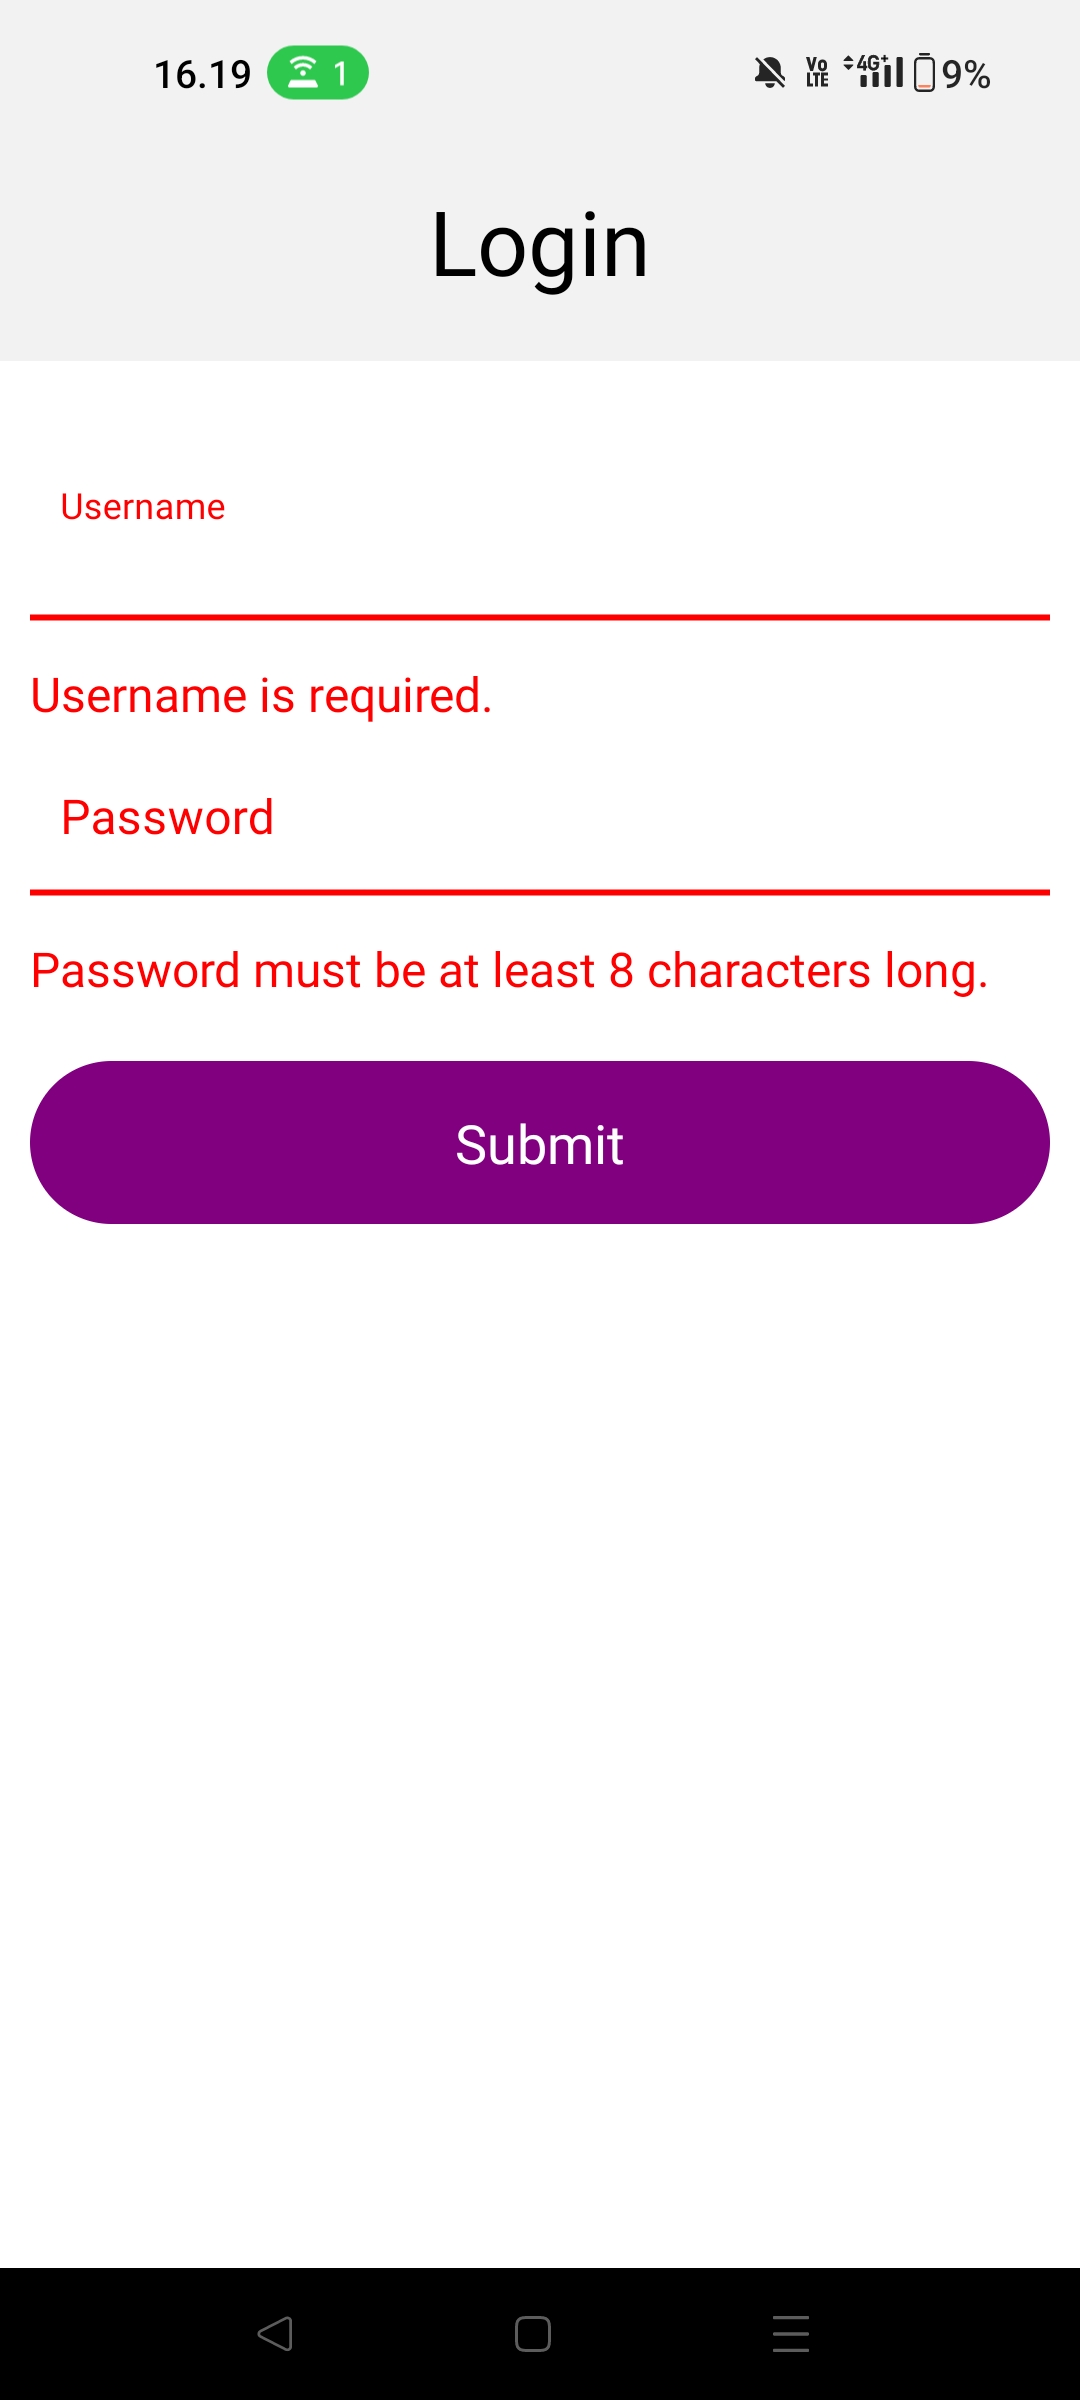 16.19 1 Vo LTE 4G+ 9%
Login
Username
Username is required.
Password
Password must be at least 8 characters long.
Submit